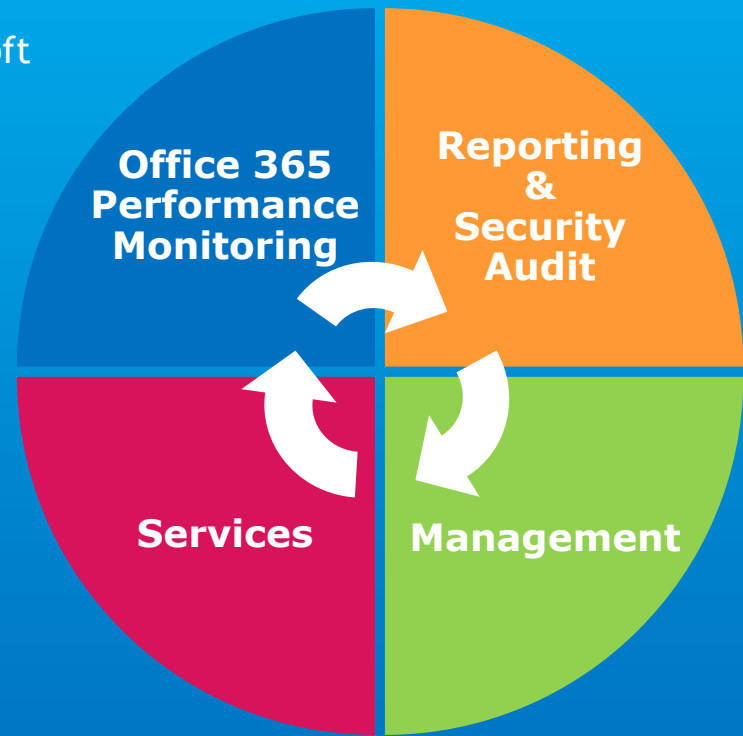 oft
Office 365
Performance
Monitoring
Reporting
&
Security
Audit
Services
Management